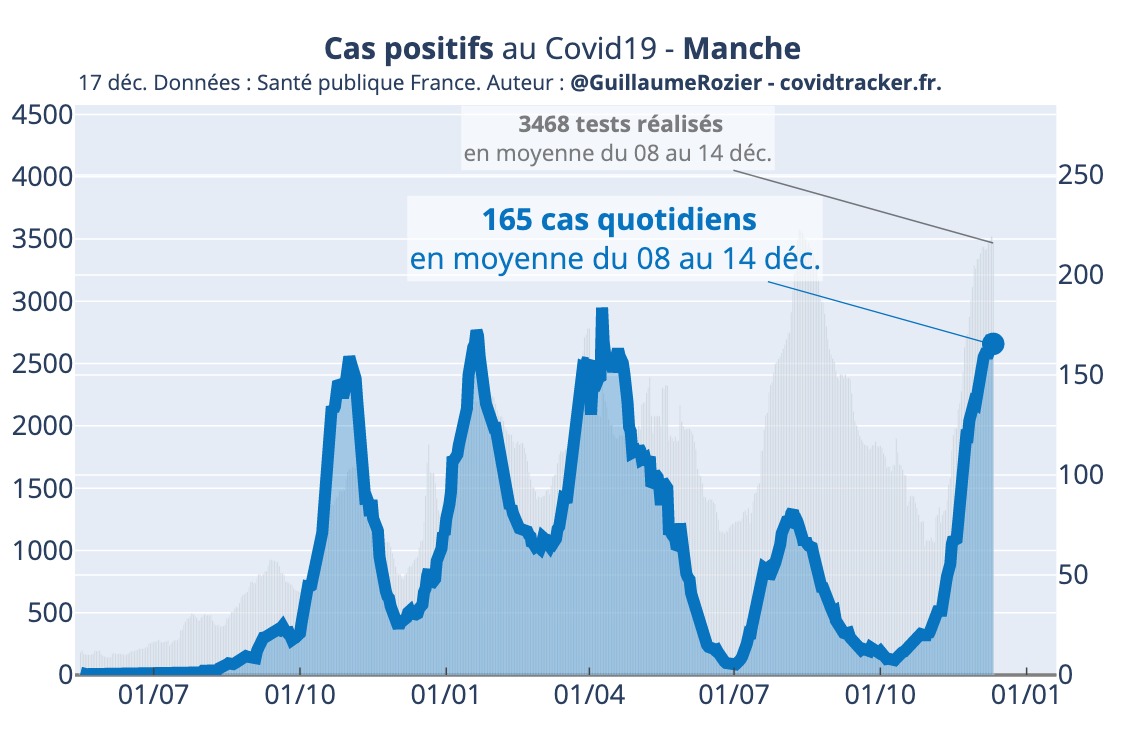 Cas positifs au Covid19 - Manche
17 déc. Données : Santé publique France. Auteur : @GuillaumeRozier - covidtracker.fr.
4500
4000
3500
3000
2500
2000
1500
1000
500
0
3468 tests réalisés
en moyenne du 08 au 14 déc.
165 cas quotidiens
en moyenne du 08 au 14 déc.
250
200
150
100
50
0
01/07 01/10 01/01 01/04 01/07 01/10 01/01